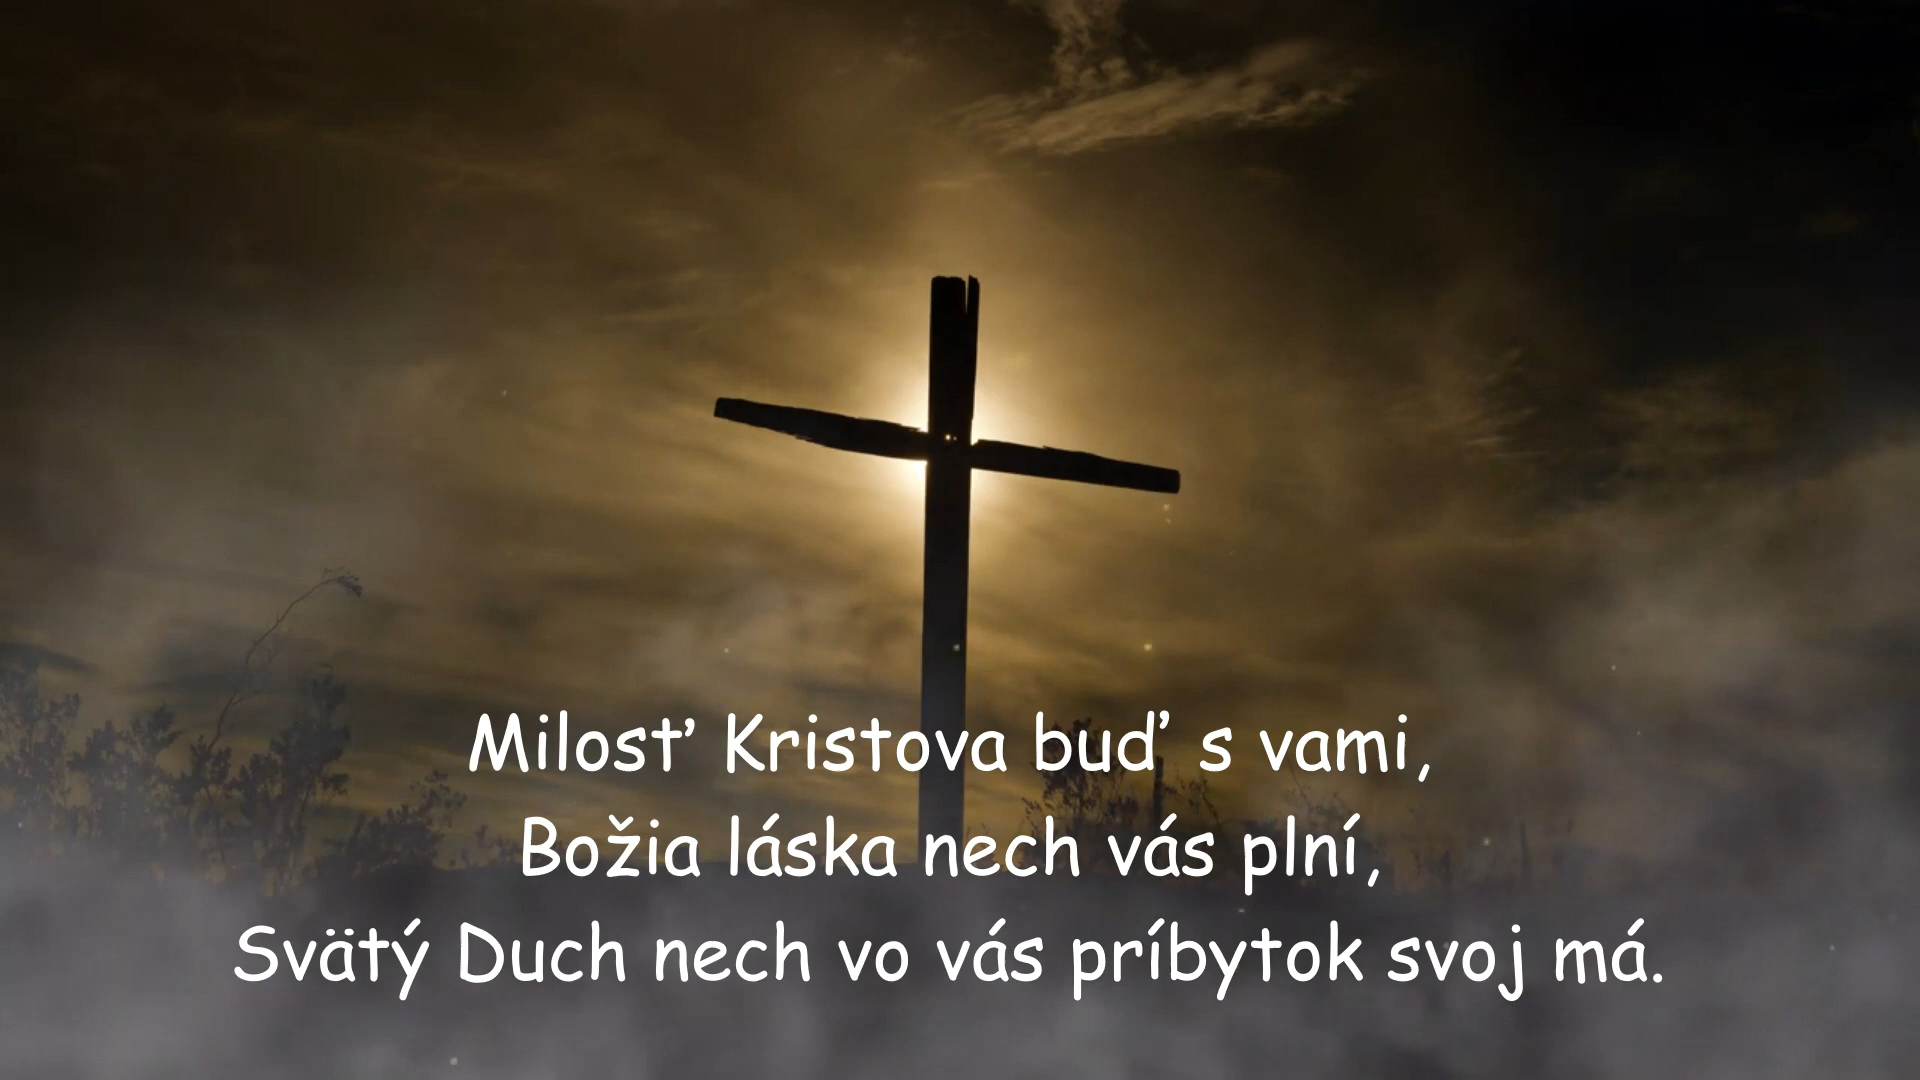 Milosť Kristova buď s vami,
Božia láska nech vás plní,
Svätý Duch nech vo vás príbytok svoj má.